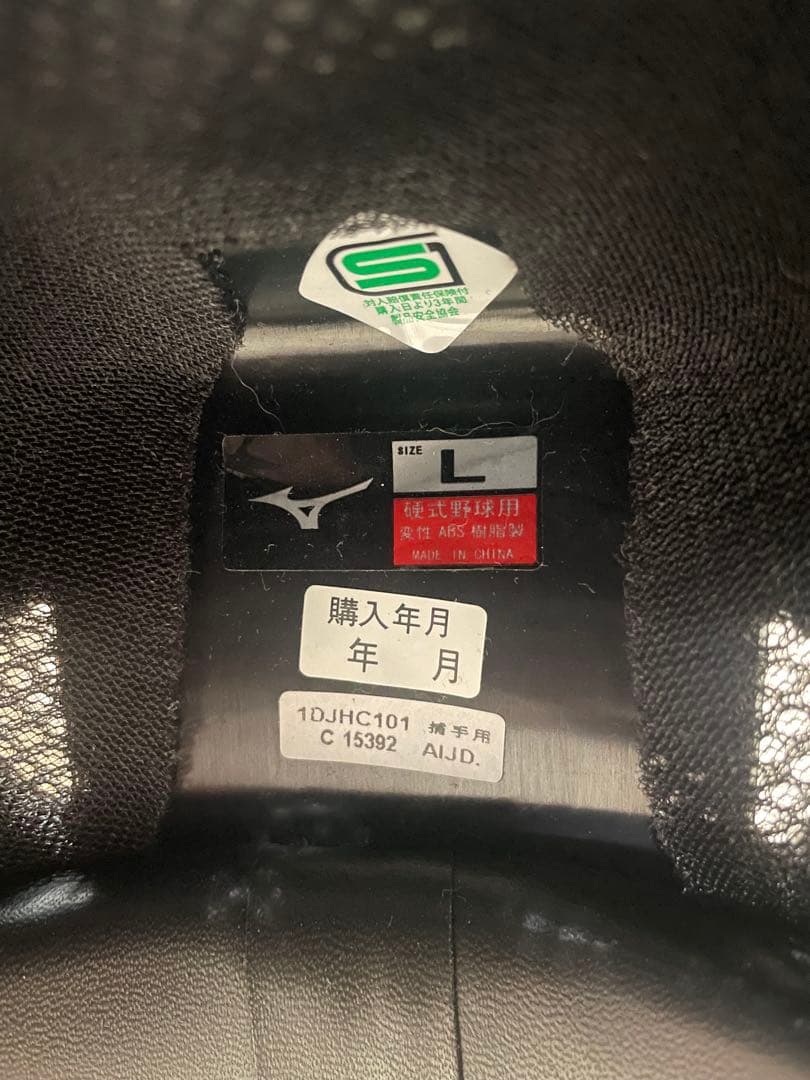 S
対人賠償責任保険付
購入日より3年間
製品安全協会
SIZE L
硬式野球用
変性 ABS 樹脂製
MADE IN CHINA
購入年月
年 月
1DJHC101 捕手用
C 15392 AIJD.